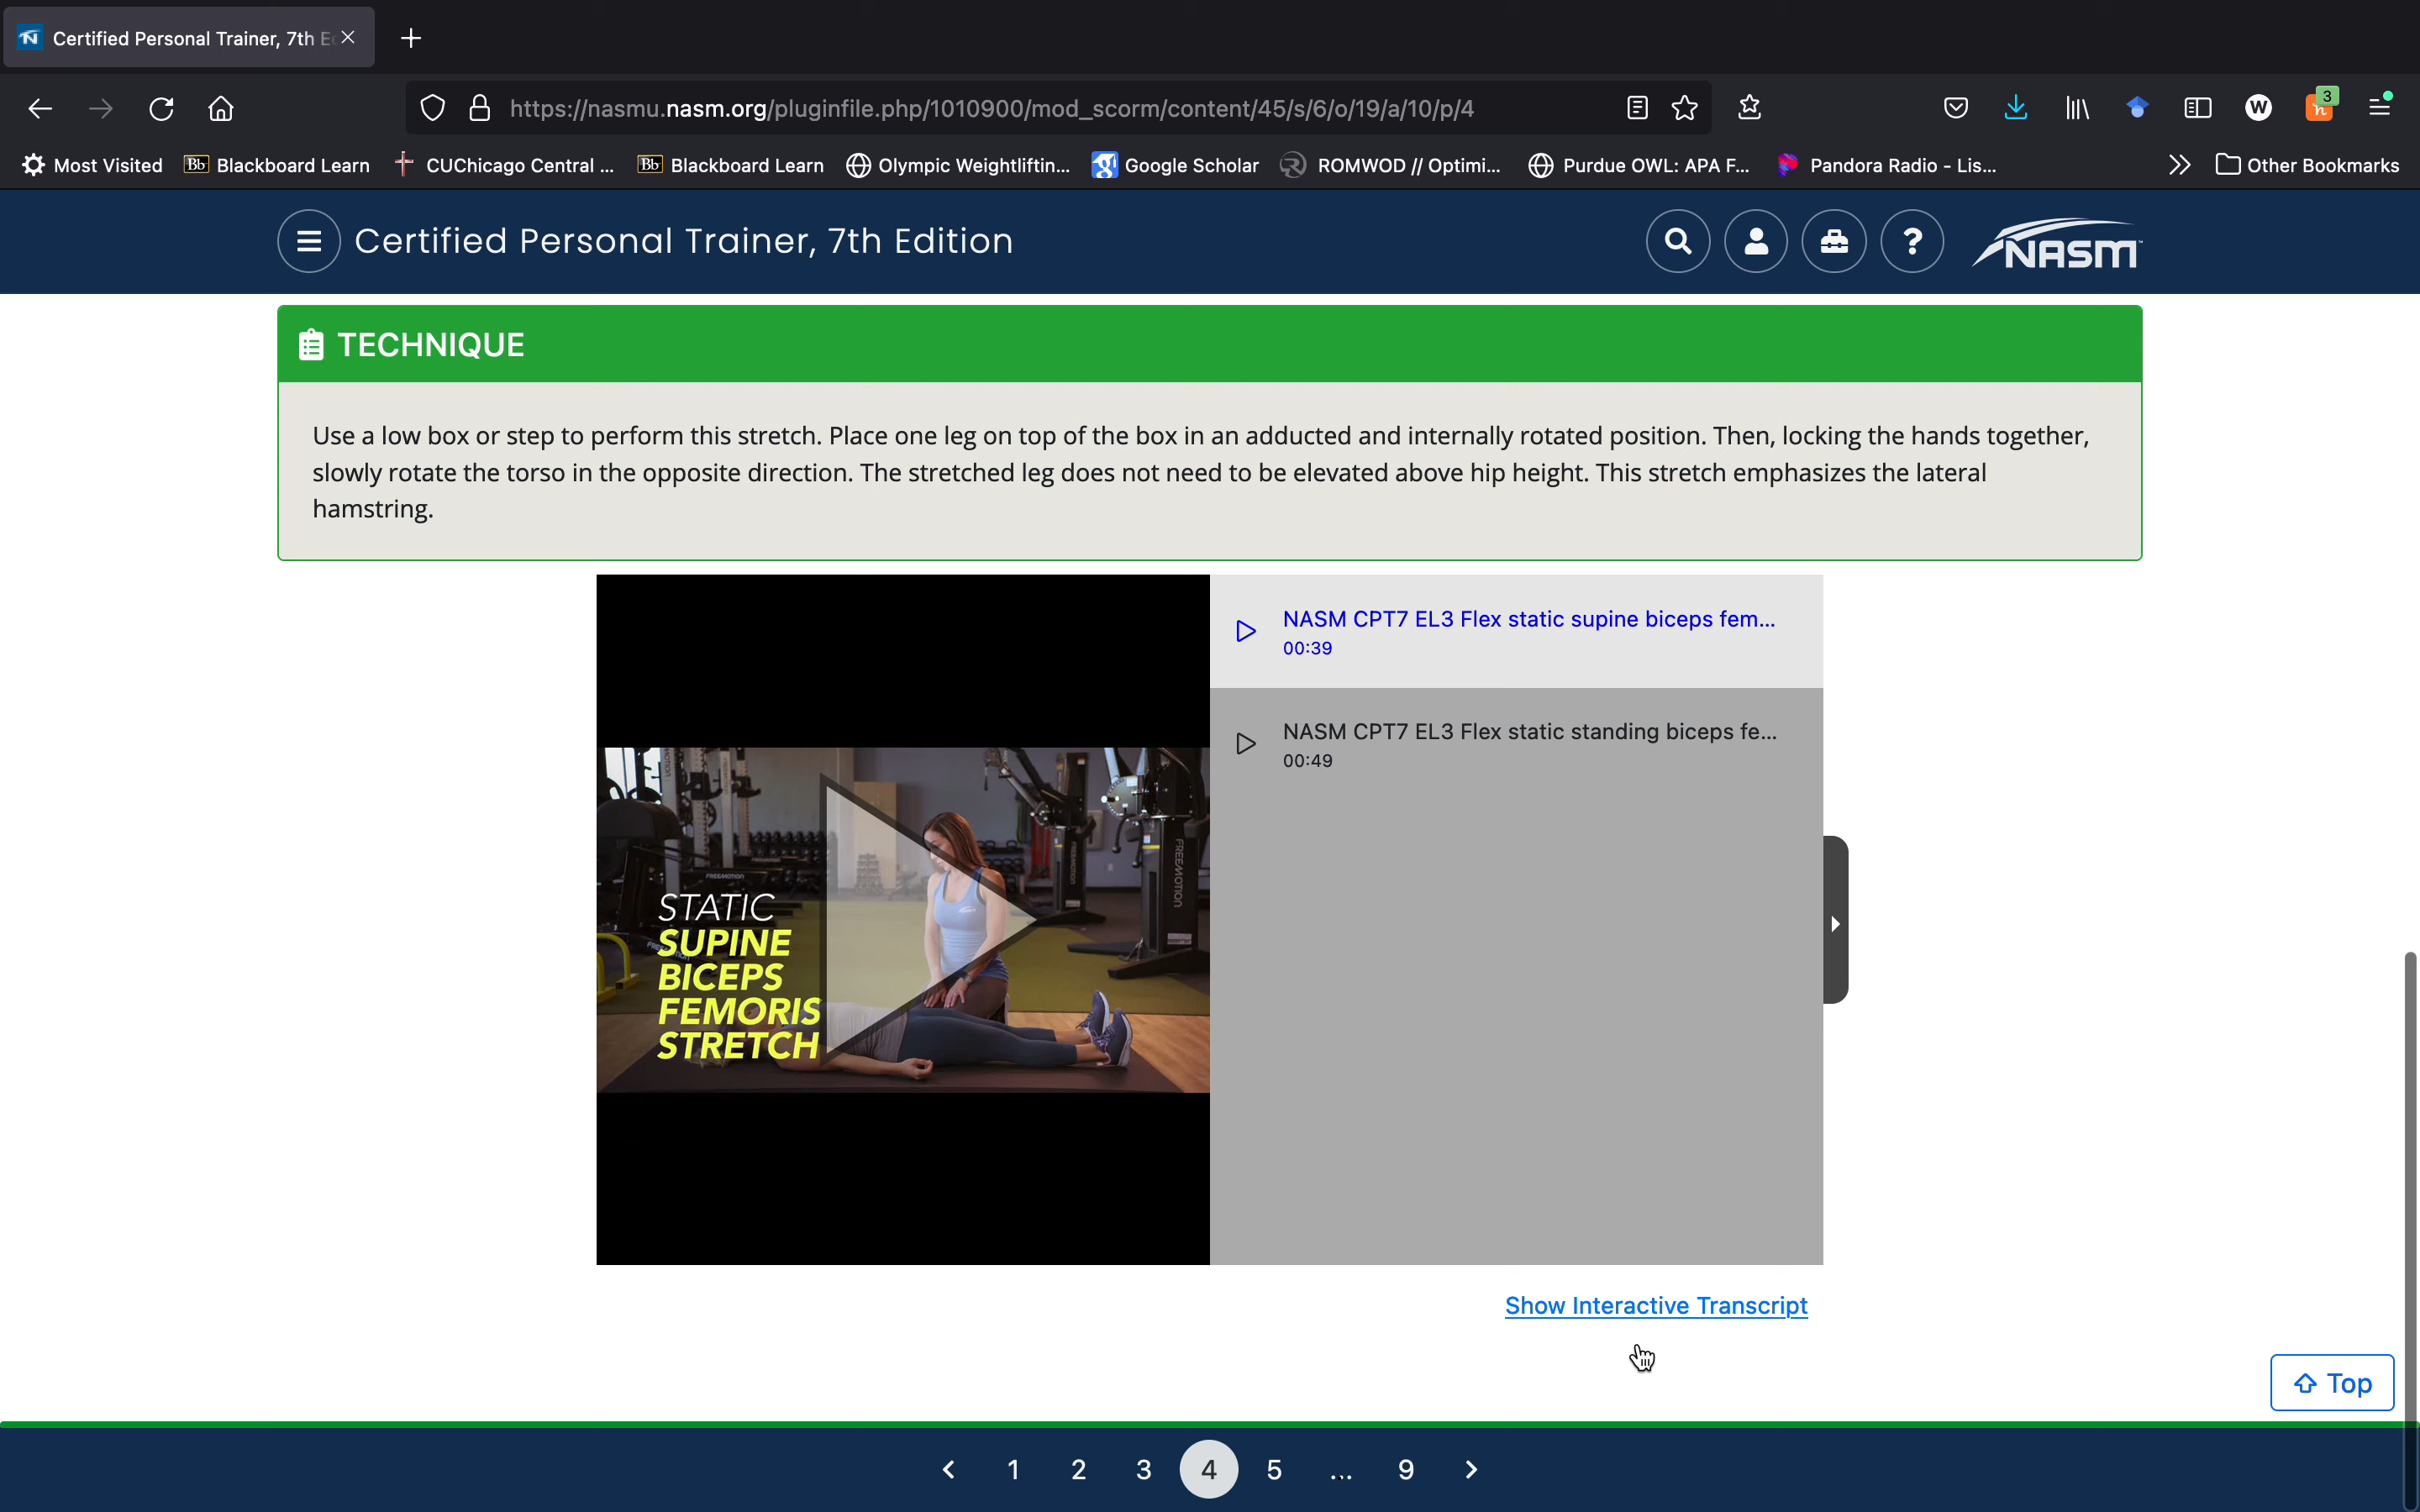 Certified Personal Trainer, 7th E
https://nasmu.nasm.org/pluginfile.php/1010900/mod_scorm/content/45/s/6/o/19/a/10/p/4
W
3
Most Visited
Bb Blackboard Learn
CUChicago Central ...
Bb Blackboard Learn
Olympic Weightliftin...
Google Scholar
ROMWOD // Optimi...
Purdue OWL: APA F...
Pandora Radio - Lis...
Other Bookmarks
Certified Personal Trainer, 7th Edition
NASM
TECHNIQUE
Use a low box or step to perform this stretch. Place one leg on top of the box in an adducted and internally rotated position. Then, locking the hands together,
slowly rotate the torso in the opposite direction. The stretched leg does not need to be elevated above hip height. This stretch emphasizes the lateral
hamstring.
STATIC
SUPINE
BICEPS
FEMORIS
STRETCH
FREEMOTION
FREEMOTION
NASM CPT7 EL3 Flex static supine biceps fem...
00:39
NASM CPT7 EL3 Flex static standing biceps fe...
00:49
Show Interactive Transcript
Top
1 2 3 4 5 ... 9